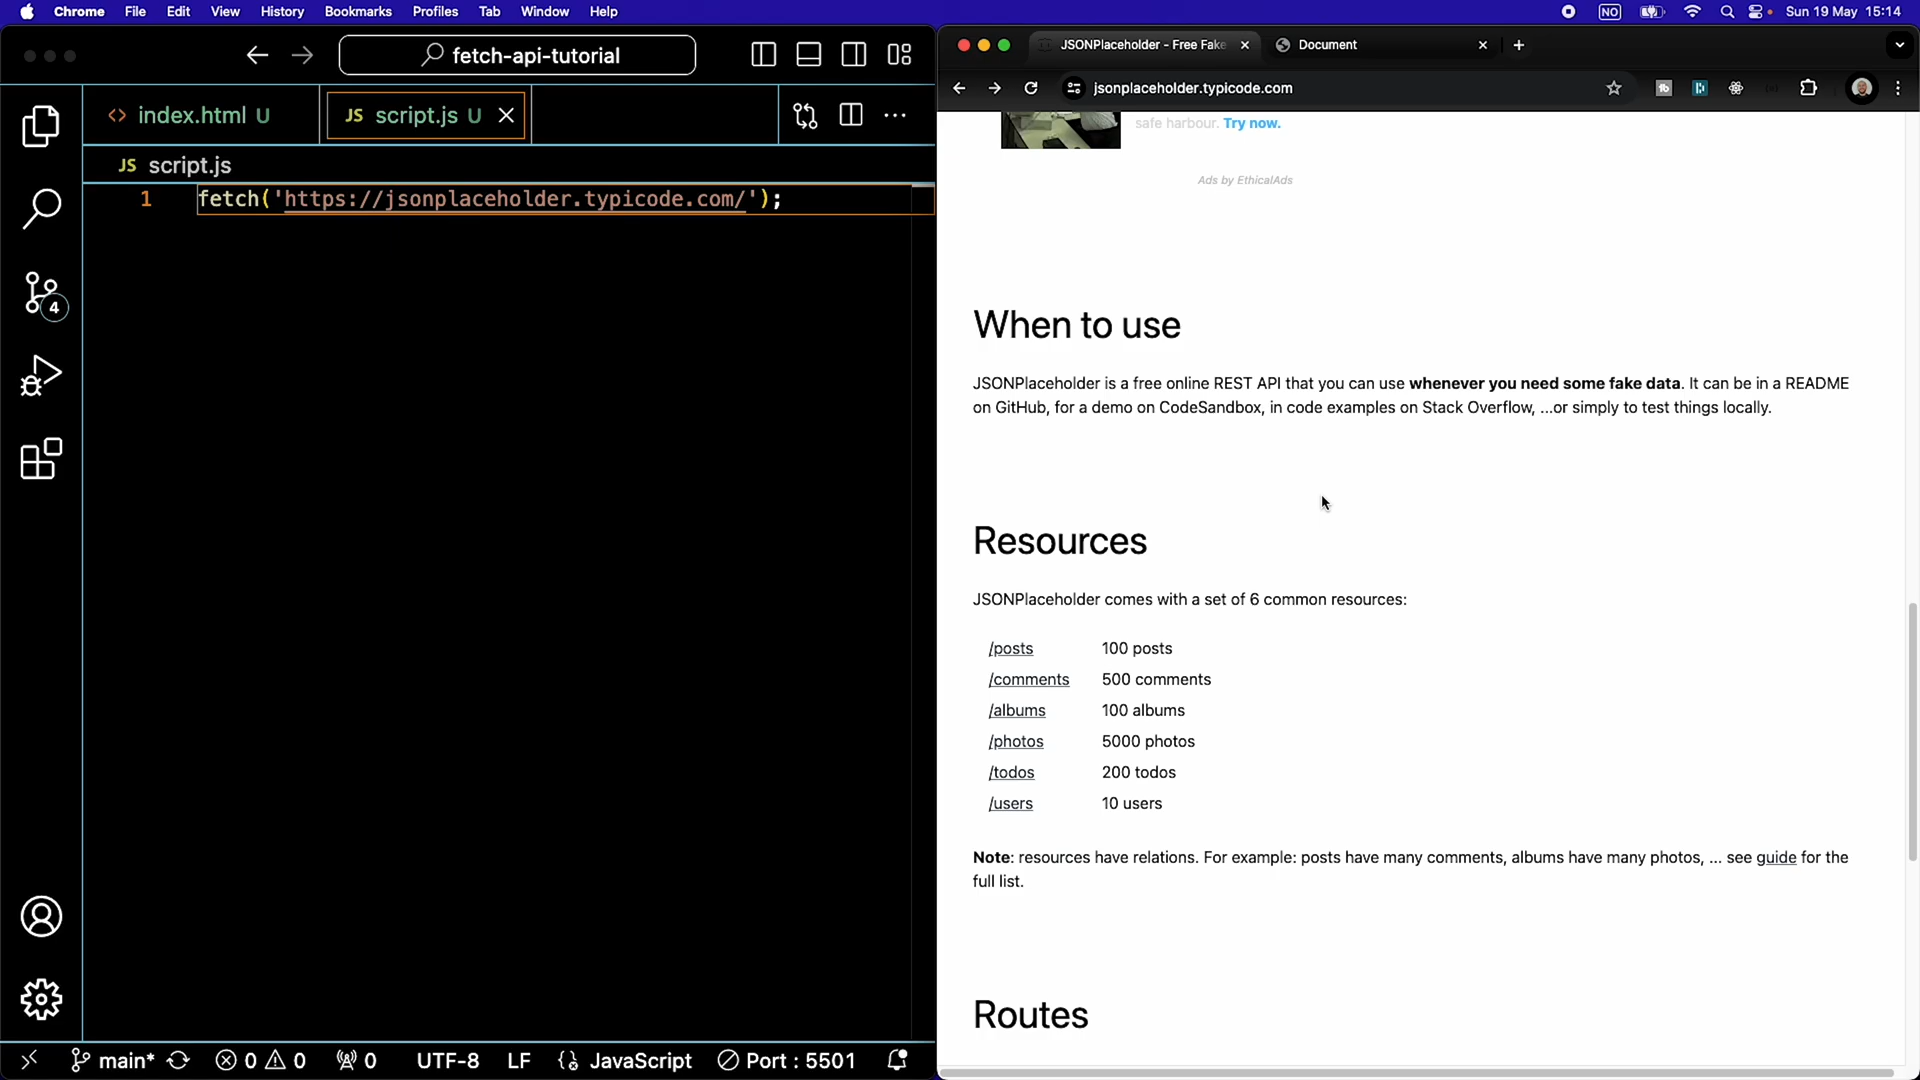 Chrome File Edit View History Bookmarks Profiles Tab Window Help
NO Sun 19 May 15:14
fetch-api-tutorial
index.html U
JS script.js U
JS script.js
1 fetch('https://jsonplaceholder.typicode.com/');
4
main* 0 0 0 UTF-8 LF JavaScript Port : 5501
JSONPlaceholder - Free Fake
Document
jsonplaceholder.typicode.com
safe harbour. Try now.
Ads by EthicalAds
When to use
JSONPlaceholder is a free online REST API that you can use whenever you need some fake data. It can be in a README
on GitHub, for a demo on CodeSandbox, in code examples on Stack Overflow, ...or simply to test things locally.
Resources
JSONPlaceholder comes with a set of 6 common resources:
/posts 100 posts
/comments 500 comments
/albums 100 albums
/photos 5000 photos
/todos 200 todos
/users 10 users
Note: resources have relations. For example: posts have many comments, albums have many photos, ... see guide for the
full list.
Routes